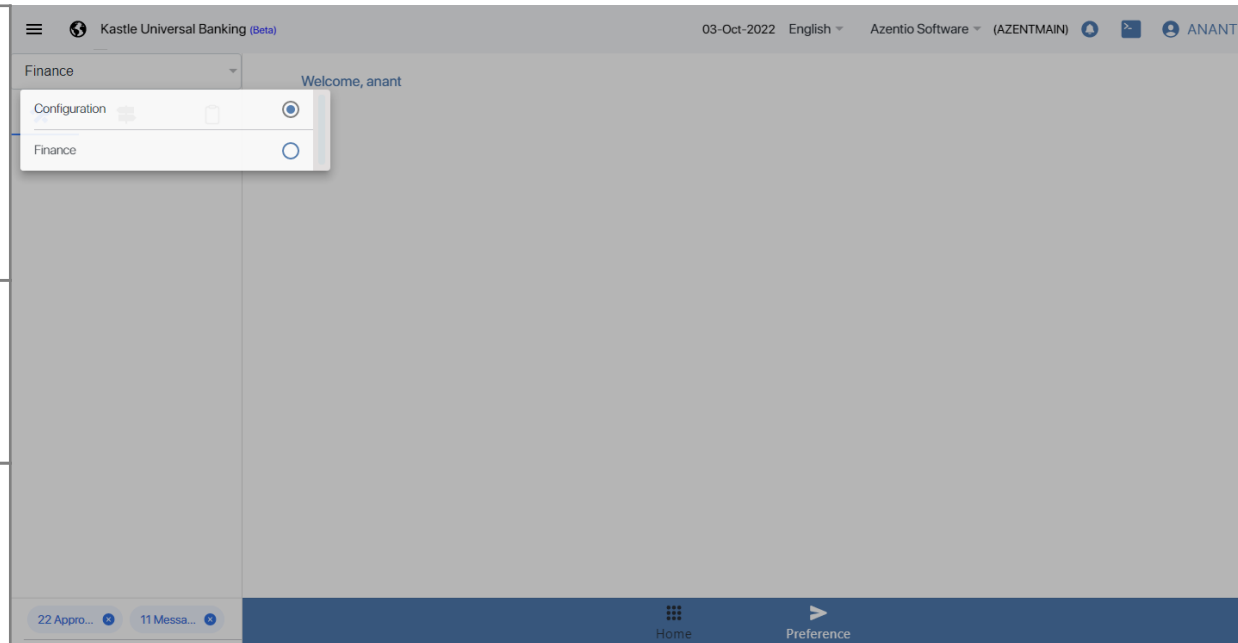 Kastle Universal Banking (Beta) 03-Oct-2022 English Azentio Software (AZENTMAIN) ANANT
Finance
Welcome, anant
Configuration
Finance
22 Appro... 11 Messa...
Home Preference